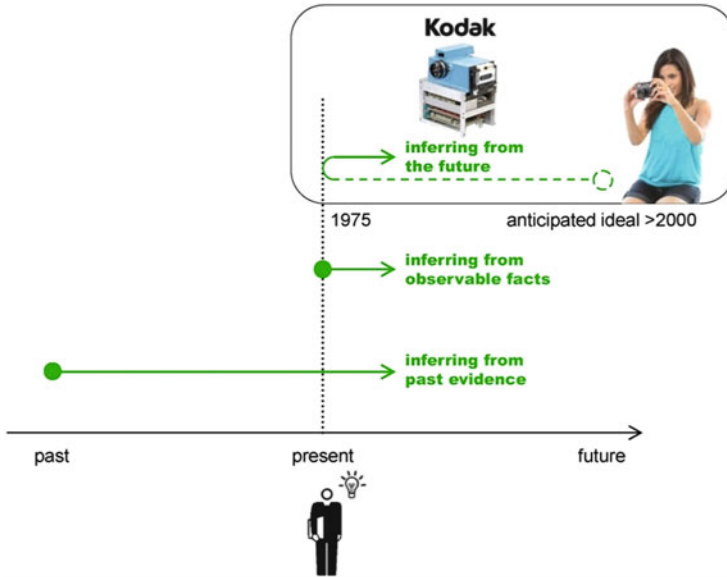 Kodak
inferring from
the future
1975
anticipated ideal >2000
inferring from
observable facts
inferring from
past evidence
past
present
future